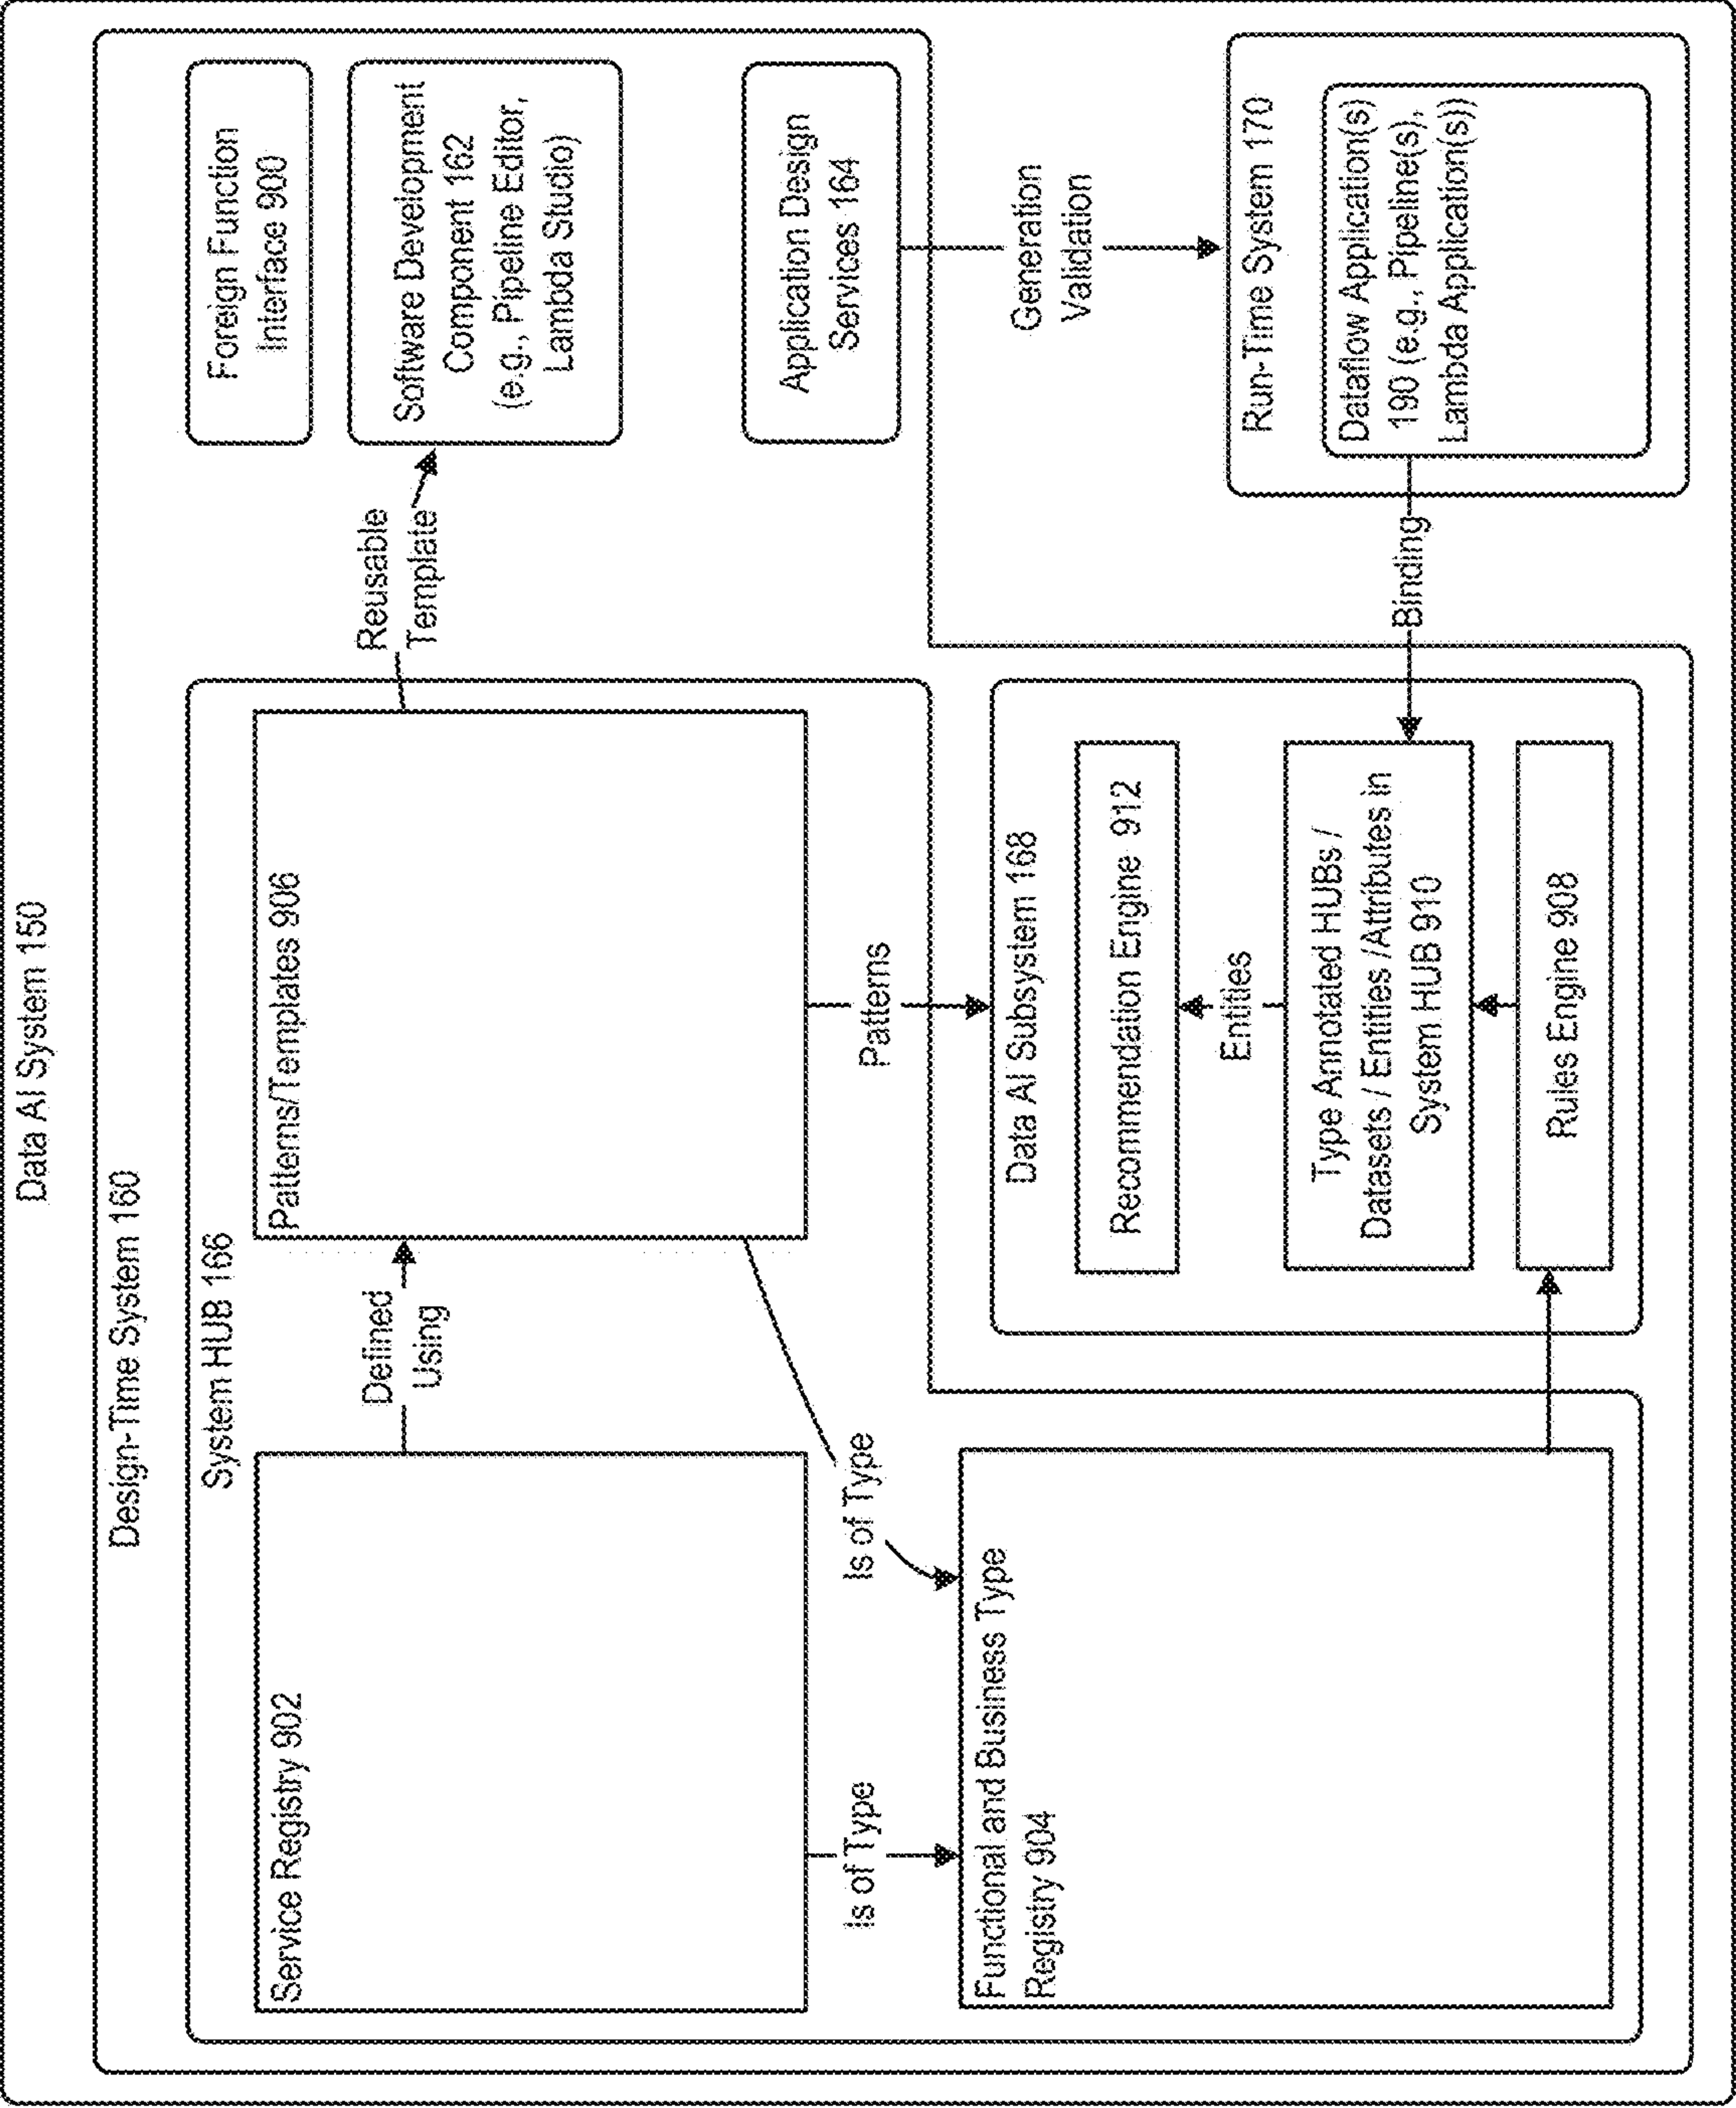 Data AI System 150
Design-Time System 160
System HUB 166
Service Registry 902
Defined
Using
Patterns/Templates 906
Reusable
Template
Foreign Function
Interface 900
Software Development
Component 162
(e.g., Pipeline Editor,
Lambda Studio)
Application Design
Services 164
Is of Type
Is of Type
Patterns
Generation
Validation
Functional and Business Type
Registry 904
Data AI Subsystem 168
Recommendation Engine 912
Entities
Type Annotated HUBs /
Datasets / Entities /Attributes in
System HUB 910
Rules Engine 908
Binding
Run-Time System 170
Dataflow Application(s)
190 (e.g., Pipeline(s),
Lambda Application(s))